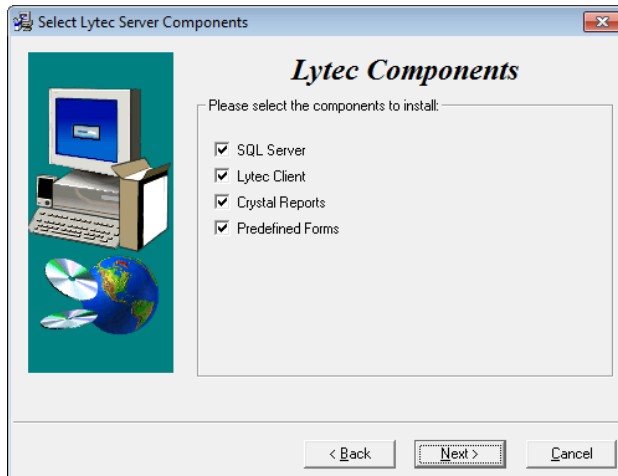 Select Lytec Server Components
Lytec Components
Please select the components to install:
SQL Server
Lytec Client
Crystal Reports
Predefined Forms
< Back
Next >
Cancel